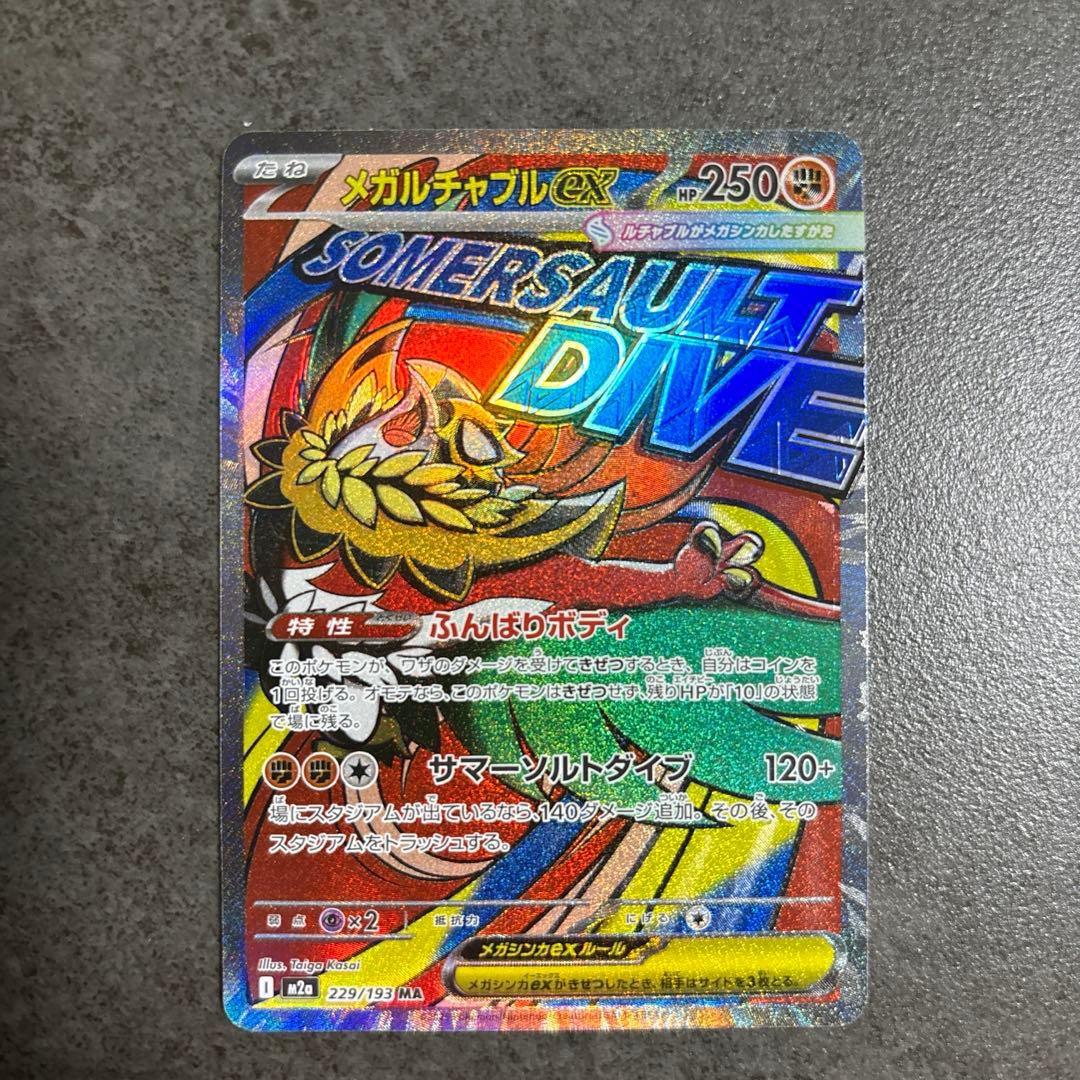 たね
メガルチャブルex
HP 250
ルチャブルがメガシンカしたすがた
SOMERSAULT
DIVE
特性 ふんばりボディ
このポケモンが、ワザのダメージを受けてきぜつするとき、自分はコインを
1回投げる。オモテなら、このポケモンはきぜつせず、残りHPが「10」の状態
で場に残る。
サマーソルトダイブ 120+
場にスタジアムが出ているなら、140ダメージ追加。その後、その
スタジアムをトラッシュする。
弱点 ×2 抵抗力 にげる
メガシンカexルール
メガシンカexがきぜつしたとき、相手はサイドを3枚とる。
Illus. Taiga Kasai
I m2a 229/193 MA